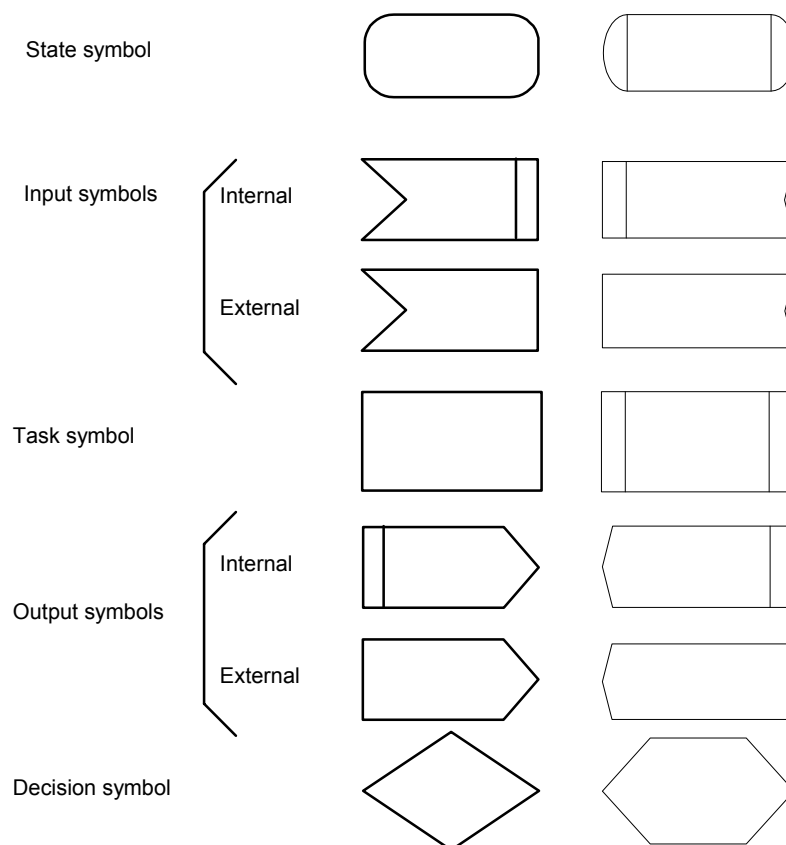 State symbol
Input symbols
Internal
External
Task symbol
Internal
Output symbols
External
Decision symbol